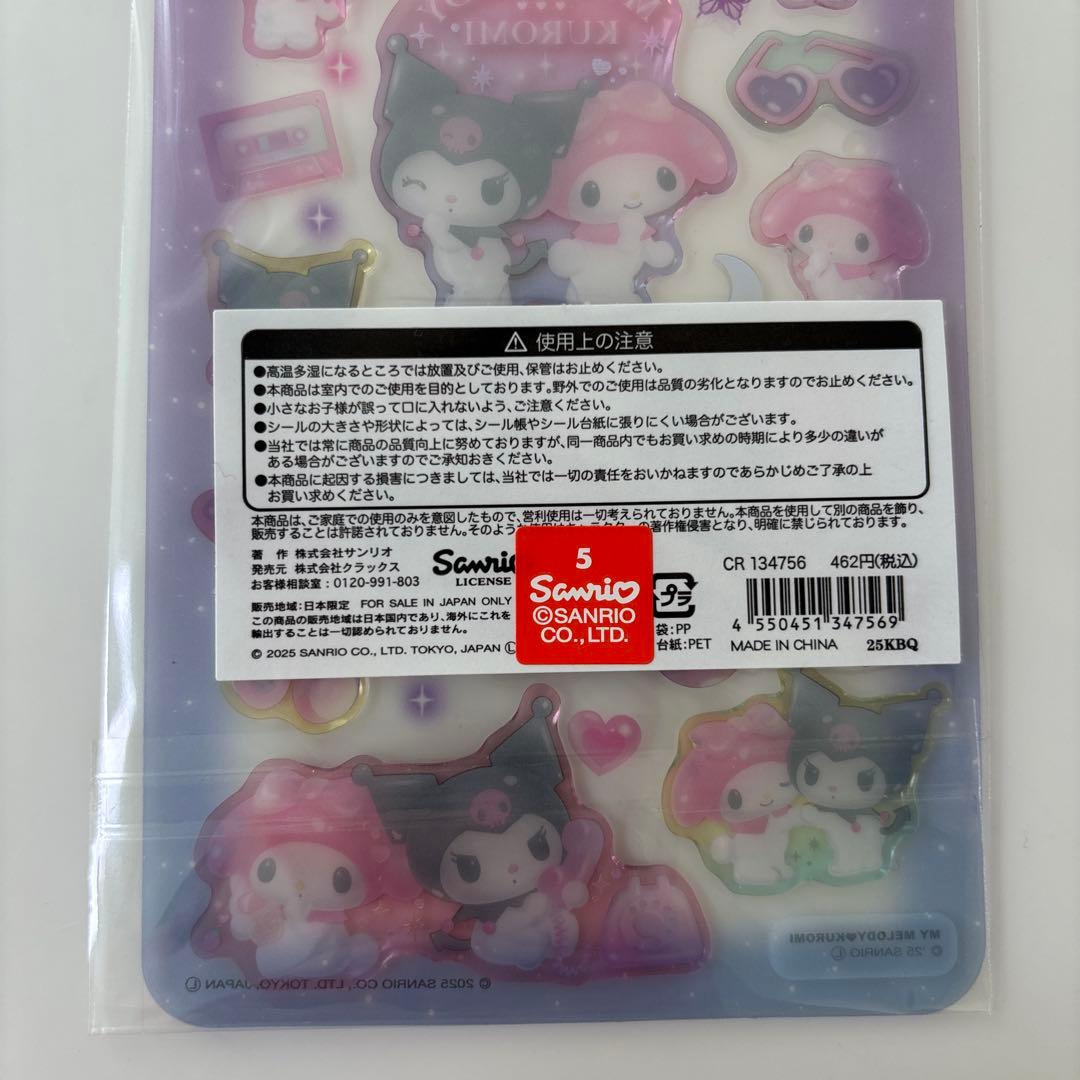 KUROMI
⚠ 使用上の注意
●高温多湿になるところでは放置及びご使用、保管はお止めください。
●本商品は室内でのご使用を目的としております。野外でのご使用は品質の劣化となりますのでお止めください。
●小さなお子様が誤って口に入れないよう、ご注意ください。
●シールの大きさや形状によっては、シール帳やシール台紙に張りにくい場合がございます。
●当社では常に商品の品質向上に努めておりますが、同一商品内でもお買い求めの時期により多少の違いが
ある場合がございますのでご承知おきください。
●本商品に起因する損害につきましては、当社では一切の責任をおいかねますのであらかじめご了承の上
お買い求めください。
本商品は、ご家庭での使用のみを意図したもので、営利使用は一切考えられておりません。本商品を使用して別の商品を飾り、
販売することは許諾されておりません。そのような 著作権侵害となり、明確に禁じられております。
著 作 株式会社サンリオ
発売元 株式会社クラックス
お客様相談室:0120-991-803
Sanrio
LICENSE
販売地域:日本限定 FOR SALE IN JAPAN ONLY
この商品の販売地域は日本国内であり、海外にこれを
輸出することは一切認められておりません。
© 2025 SANRIO CO., LTD. TOKYO, JAPAN Ⓛ
5
Sanrio
©SANRIO
CO., LTD.
プラ
袋:PP
台紙:PET
CR 134756 462円(税込)
4 550451 347569
MADE IN CHINA 25KBQ
MY MELODY♥KUROMI
© '25 SANRIO Ⓛ
© 2025 SANRIO CO., LTD. TOKYO, JAPAN Ⓛ